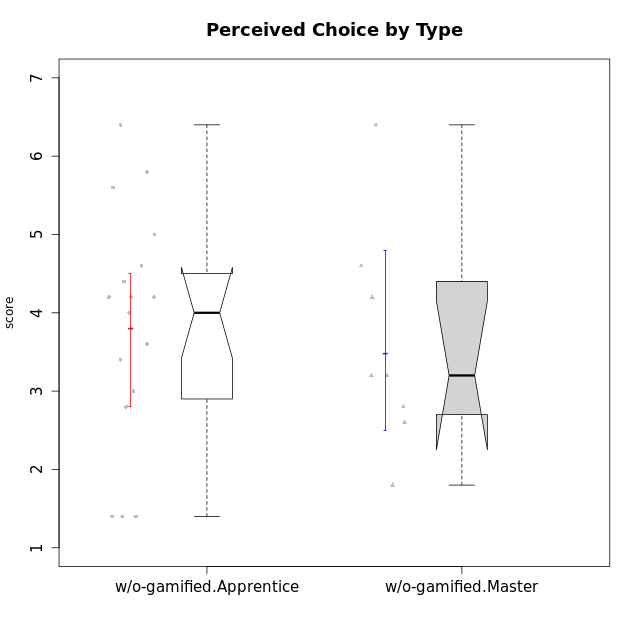 Perceived Choice by Type
score
7
6
5
4
3
2
1
w/o-gamified.Apprentice
w/o-gamified.Master